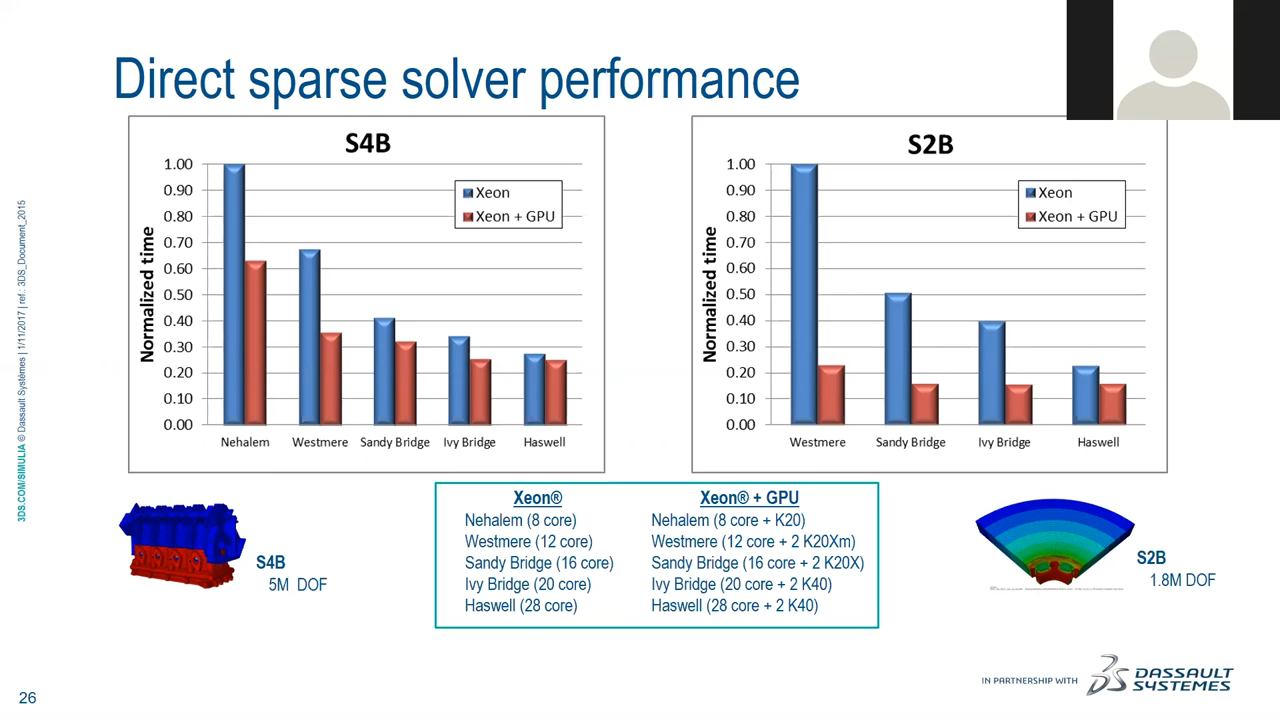 Direct sparse solver performance
S4B
1.00
0.90
0.80
0.70
0.60
0.50
0.40
0.30
0.20
0.10
0.00
Normalized time
Xeon
Xeon + GPU
Nehalem Westmere Sandy Bridge Ivy Bridge Haswell
S2B
1.00
0.90
0.80
0.70
0.60
0.50
0.40
0.30
0.20
0.10
0.00
Normalized time
Xeon
Xeon + GPU
Westmere Sandy Bridge Ivy Bridge Haswell
3DS.COM/SIMULIA © Dassault Systèmes | 1/11/2017 | ref.: 3DS_Document_2015
S4B
5M DOF
Xeon®
Nehalem (8 core)
Westmere (12 core)
Sandy Bridge (16 core)
Ivy Bridge (20 core)
Haswell (28 core)
Xeon® + GPU
Nehalem (8 core + K20)
Westmere (12 core + 2 K20Xm)
Sandy Bridge (16 core + 2 K20X)
Ivy Bridge (20 core + 2 K40)
Haswell (28 core + 2 K40)
S2B
1.8M DOF
26
IN PARTNERSHIP WITH
DASSAULT
SYSTEMES